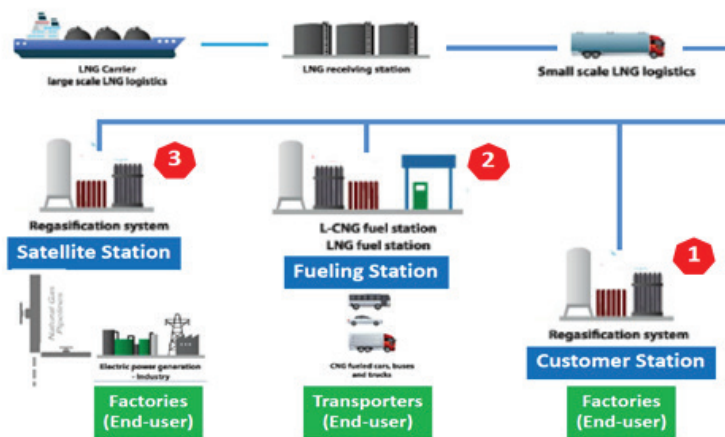 LNG Carrier
large scale LNG logistics
LNG receiving station
Small scale LNG logistics
3
Regasification system
Satellite Station
Natural Gas
Pipelines
Electric power generation
- Industry
Factories
(End-user)
2
L-CNG fuel station
LNG fuel station
Fueling Station
CNG fueled cars, buses
and trucks
Transporters
(End-user)
1
Regasification system
Customer Station
Factories
(End-user)